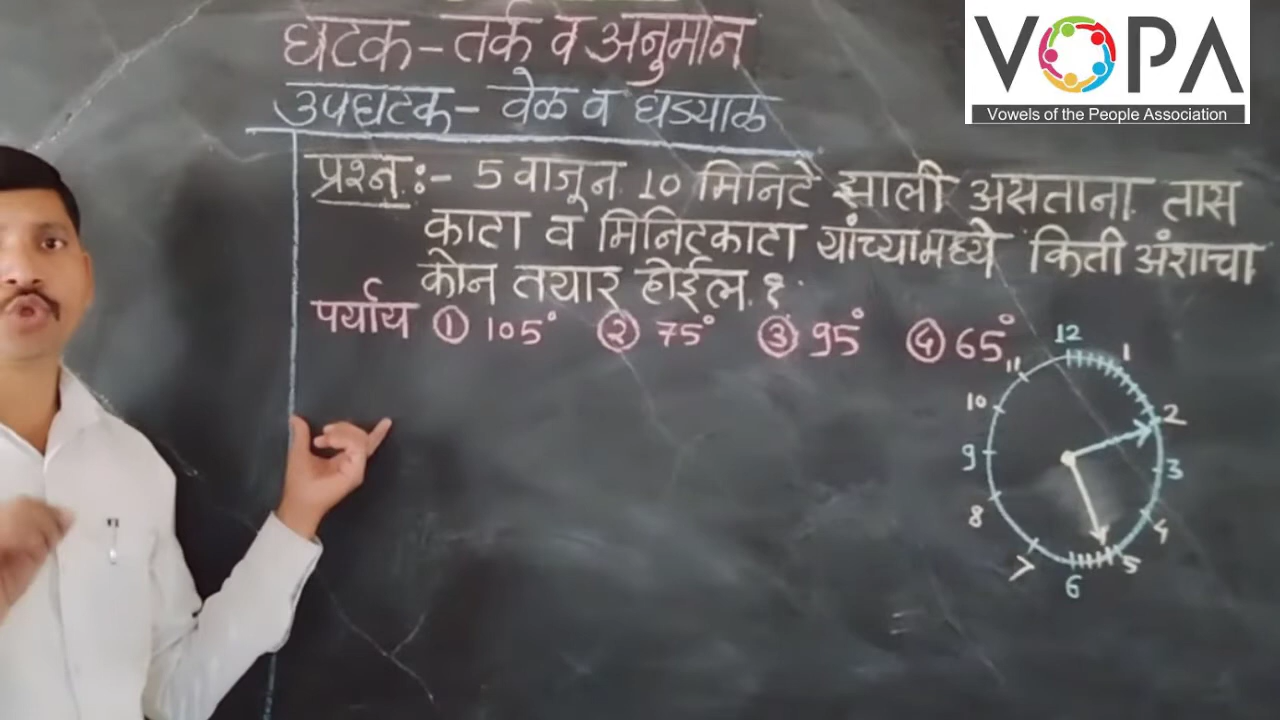 घटक - तर्क व अनुमान
उपघटक - वेळ व घड्याळ
VOPA
Vowels of the People Association
प्रश्न :- 5 वाजून 10 मिनिटे झाली असताना तास
काटा व मिनिटकाटा यांच्यामध्ये किती अंशाचा
कोन तयार होईल ?
पर्याय ① 105° ② 75° ③ 95° ④ 65°
12
1
2
3
4
5
6
7
8
9
10
11